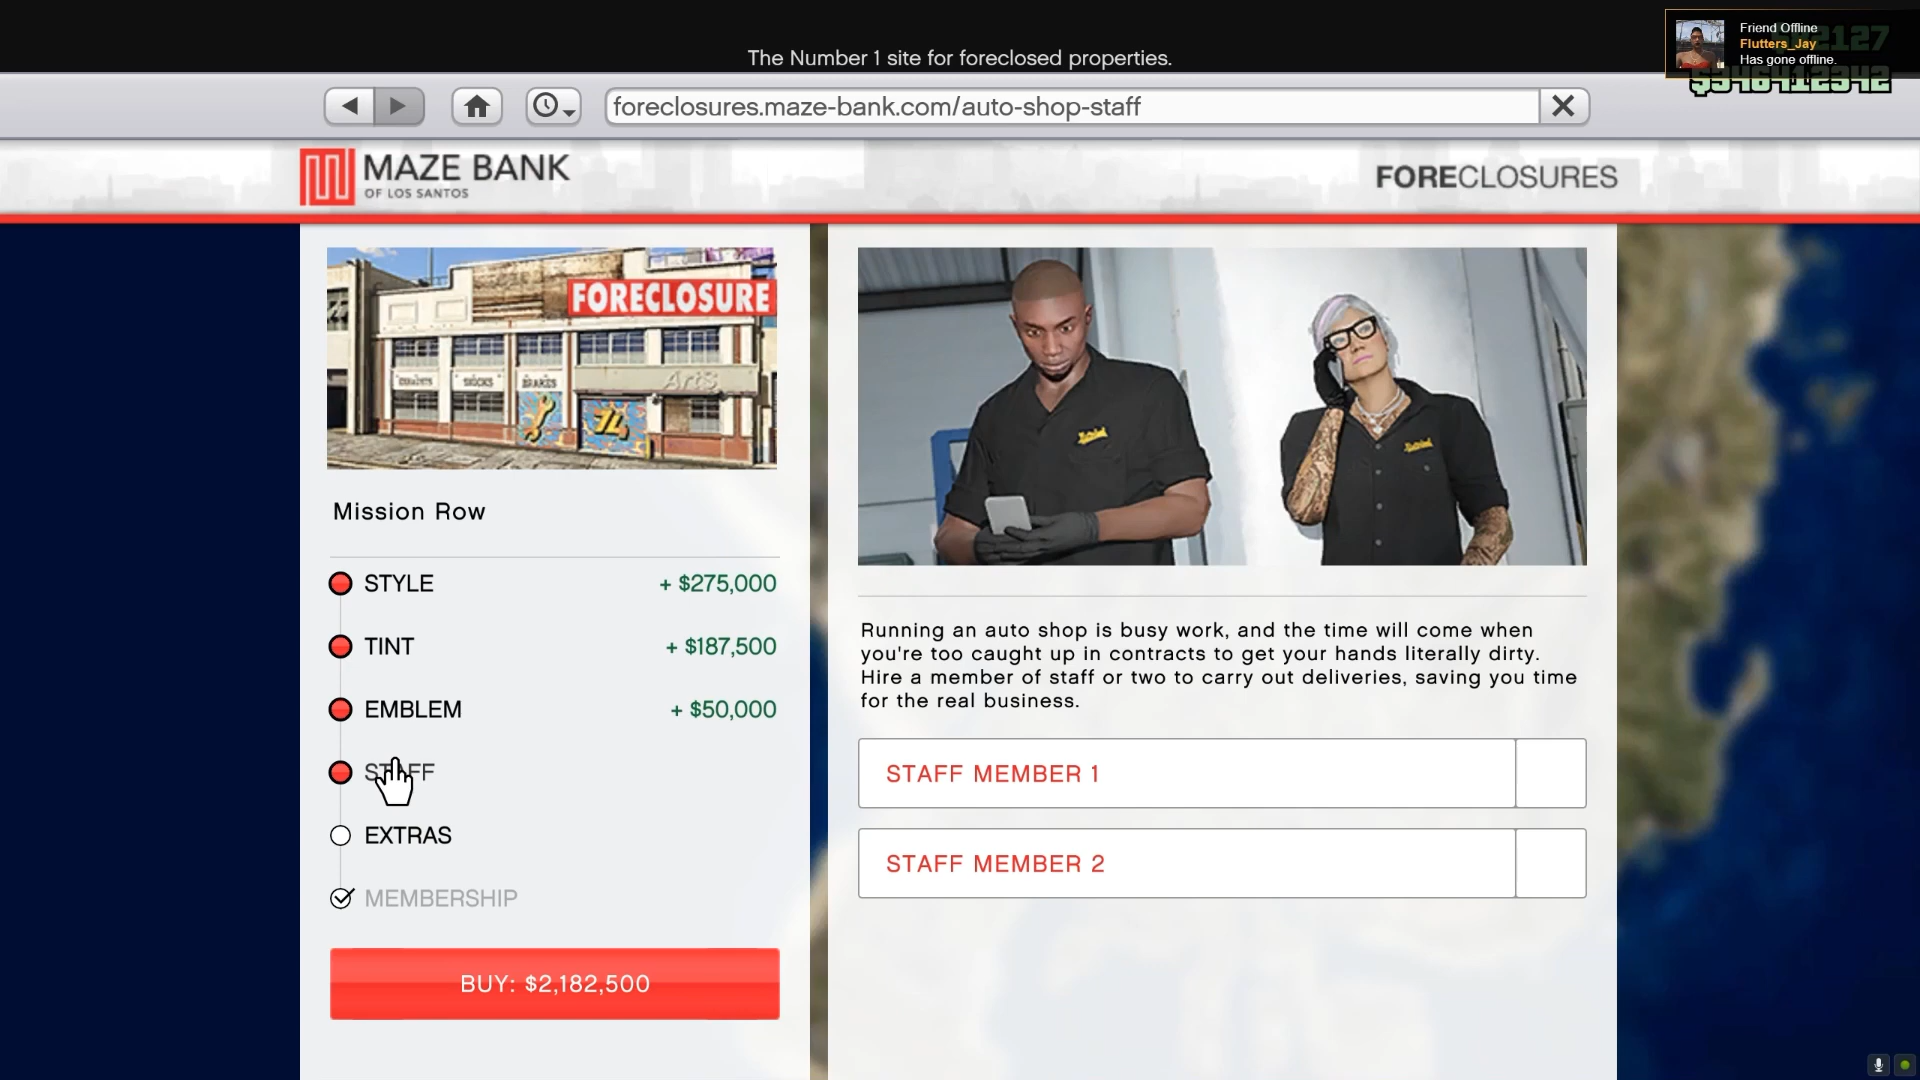 The Number 1 site for foreclosed properties.
Friend Offline
Flutters_Jay
Has gone offline.
$346412342
foreclosures.maze-bank.com/auto-shop-staff
MAZE BANK
OF LOS SANTOS
FORECLOSURES
FORECLOSURE
SHOCKS
BRAKES
Mission Row
STYLE + $275,000
TINT + $187,500
EMBLEM + $50,000
STAFF
EXTRAS
MEMBERSHIP
BUY: $2,182,500
Running an auto shop is busy work, and the time will come when
you're too caught up in contracts to get your hands literally dirty.
Hire a member of staff or two to carry out deliveries, saving you time
for the real business.
STAFF MEMBER 1
STAFF MEMBER 2